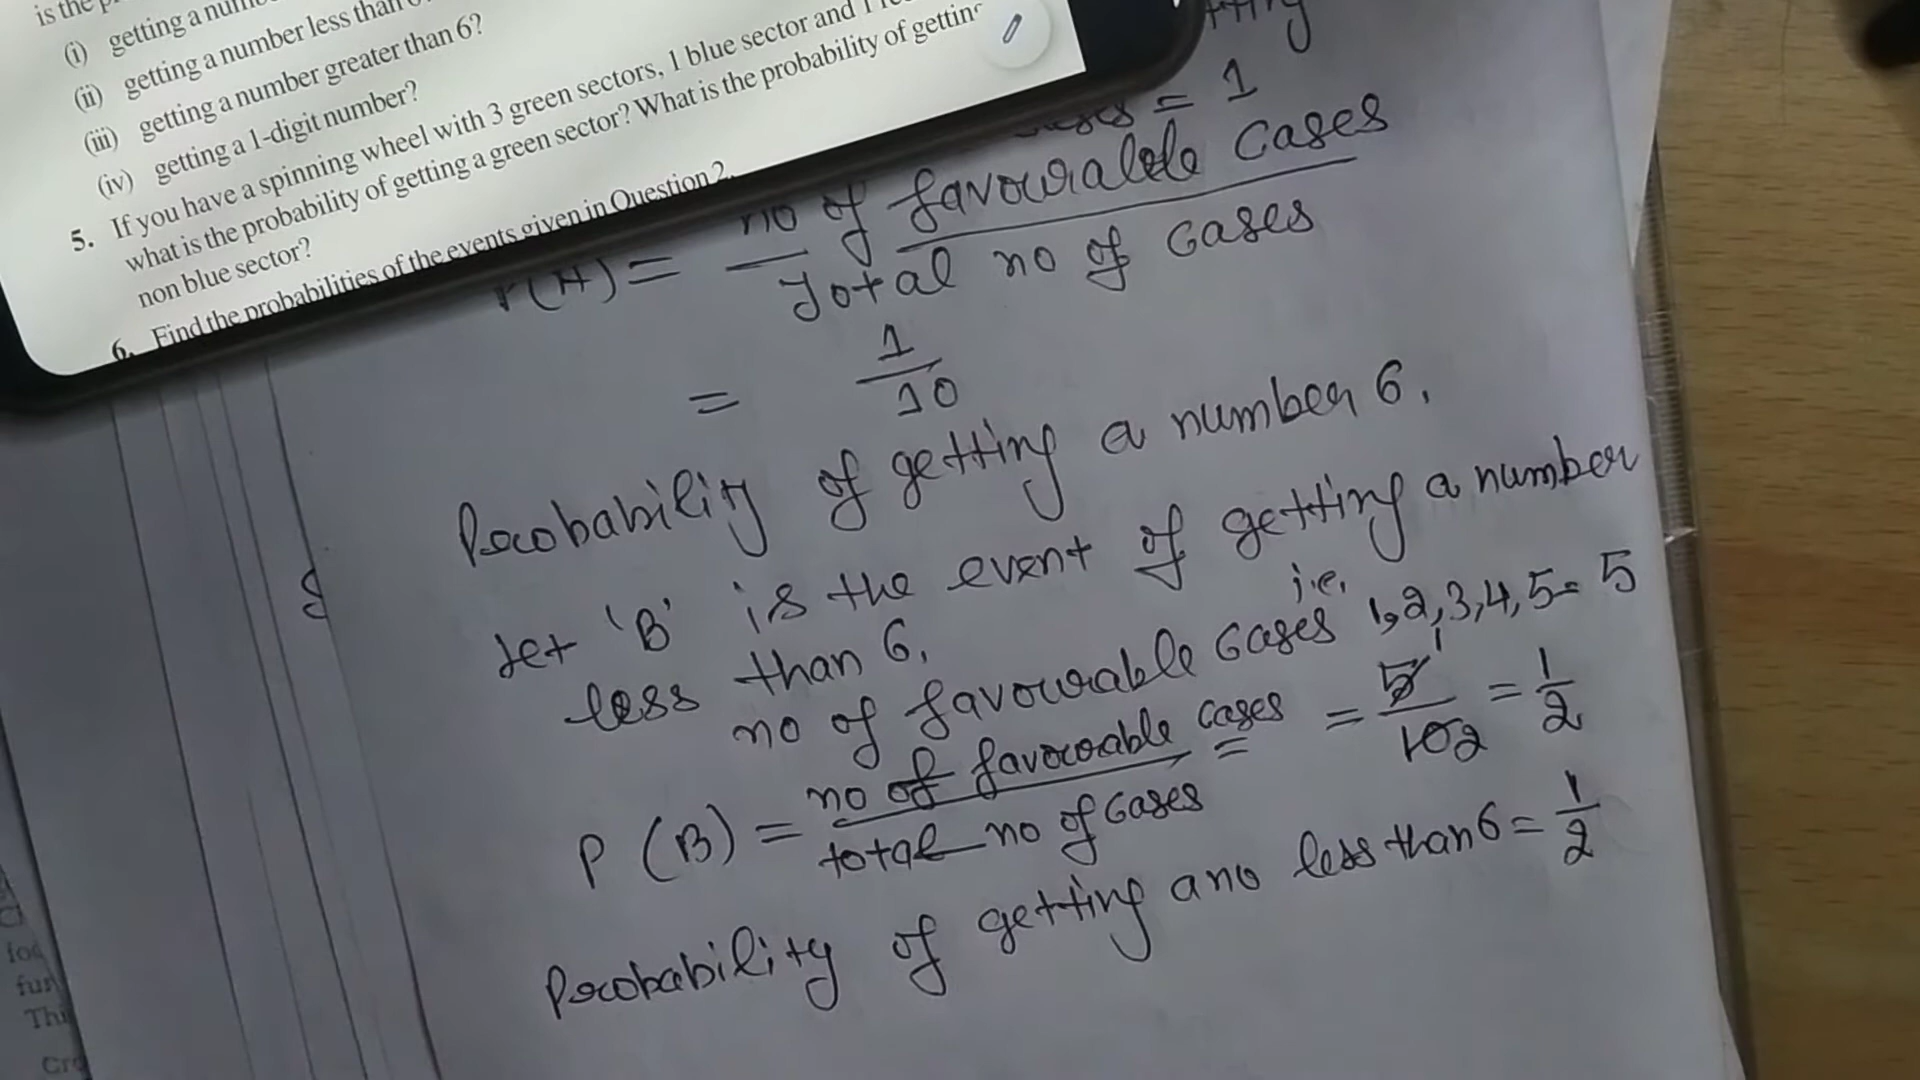 is the
(i) getting a
(ii) getting a number less than
(iii) getting a number greater than 6?
(iv) getting a 1-digit number?
5. If you have a spinning wheel with 3 green sectors, 1 blue sector and 1
what is the probability of getting a green sector? What is the probability of getting
non blue sector?
6. Find the probabilities of the events given in Question 2.
= 1
P(A) = no of favourable cases
Total no of cases
= 1
10
Probability of getting a number 6.
Let 'B' is the event of getting a number
less than 6.
i.e.
no of favourable cases 1, 2, 3, 4, 5 = 5
P (B) = no of favourable cases = = 5 1 = 1
total no of cases 10 2 2
Probability of getting a no less than 6 = 1
2
fun